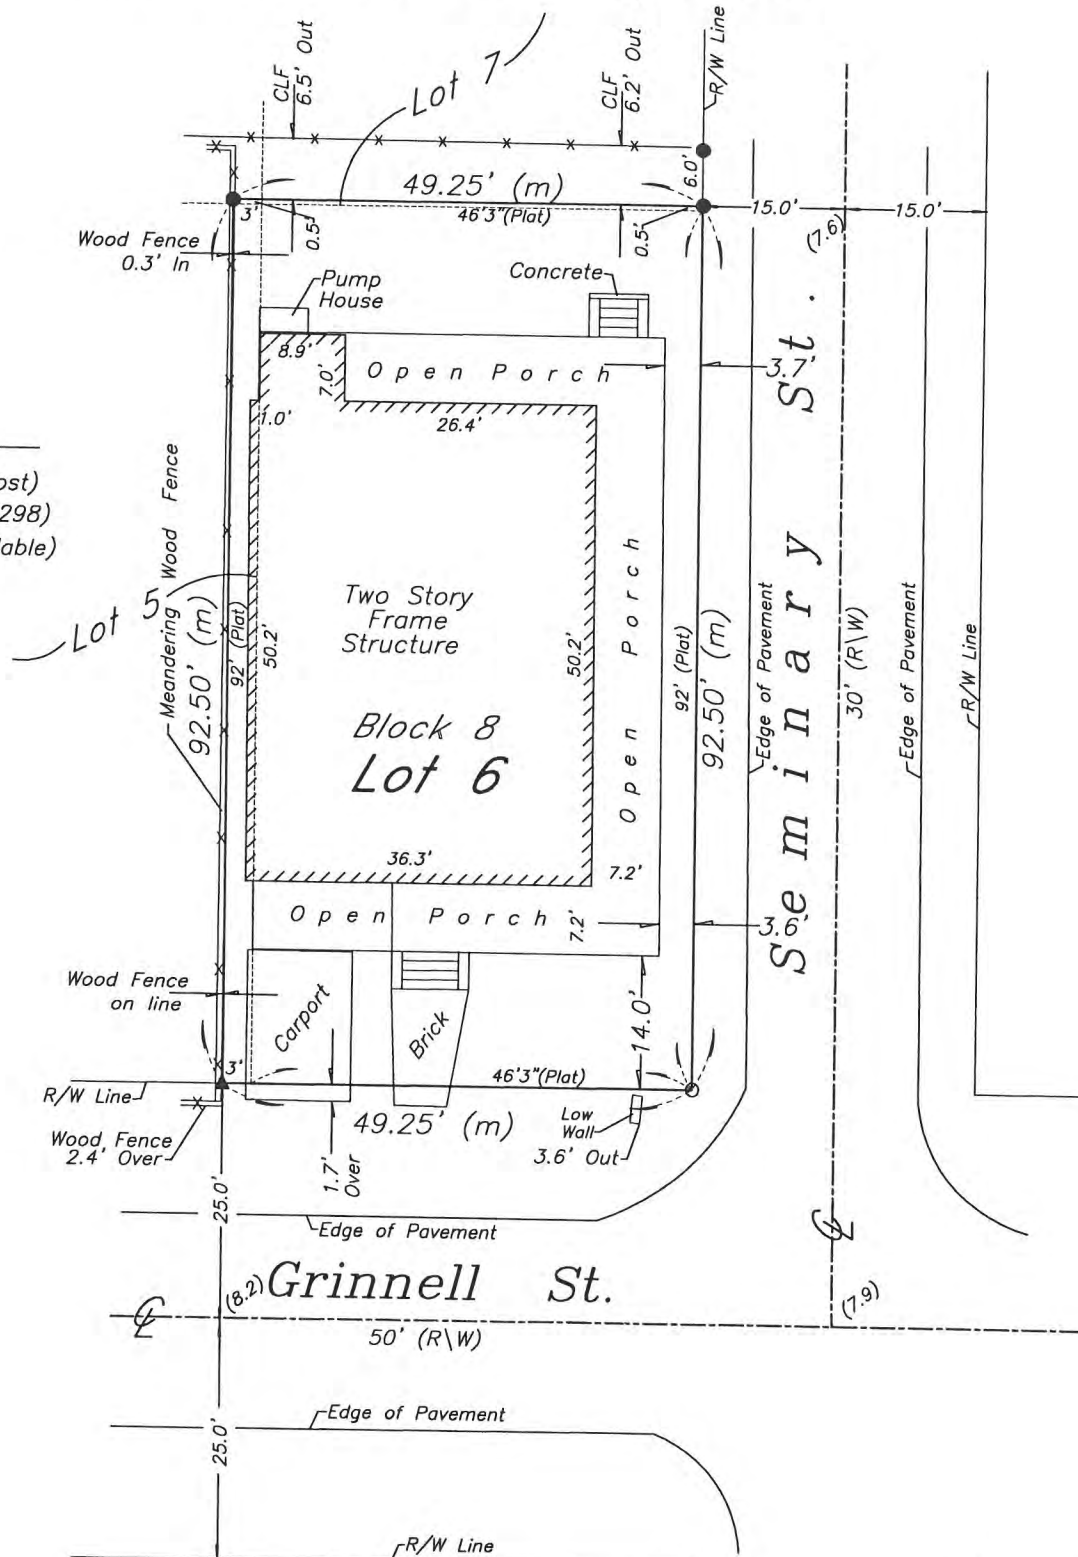 CLF
6.5' Out
Lot 7
CLF
6.2' Out
R/W Line
6.0'
49.25' (m)
46'3"(Plat)
3'
0.5'
0.5'
15.0'
15.0'
(7.6)
Wood Fence
0.3' In
Pump
House
Concrete
8.9'
7.0'
Open Porch
3.7'
1.0'
26.4'
ost)
298)
lable)
Meandering Wood Fence
Lot 5
92.50' (m)
92' (Plat)
50.2'
Two Story
Frame
Structure
50.2'
Open Porch
92' (Plat)
92.50' (m)
Edge of Pavement
Seminary St.
30' (R\W)
Edge of Pavement
R/W Line
Block 8
Lot 6
36.3'
7.2'
Open Porch
7.2'
3.6'
Wood Fence
on line
Carport
Brick
14.0'
3'
46'3"(Plat)
R/W Line
49.25' (m)
Low
Wall
3.6' Out
Wood Fence
2.4' Over
1.7'
Over
25.0'
Edge of Pavement
℄
(8.2)
Grinnell St.
(7.9)
℄
50' (R\W)
Edge of Pavement
25.0'
R/W Line